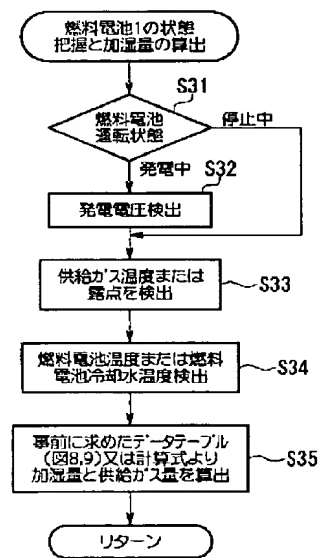 燃料電池1の状態
把握と加湿量の算出
S31
燃料電池
運転状態
停止中
発電中
S32
発電電圧検出
供給ガス温度または
露点を検出
S33
燃料電池温度または燃料
電池冷却水温度検出
S34
事前に求めたデータテーブル
(図8,9)又は計算式より
加湿量と供給ガス量を算出
S35
リターン